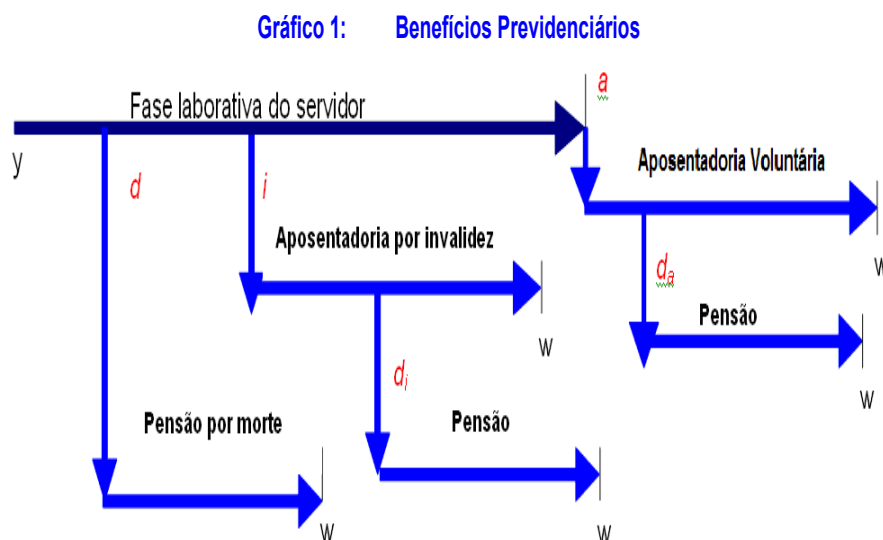 Gráfico 1: Benefícios Previdenciários
a
Fase laborativa do servidor
y
d
i
Aposentadoria Voluntária
Aposentadoria por invalidez
w
da
Pensão
w
di
w
Pensão por morte
Pensão
w
w